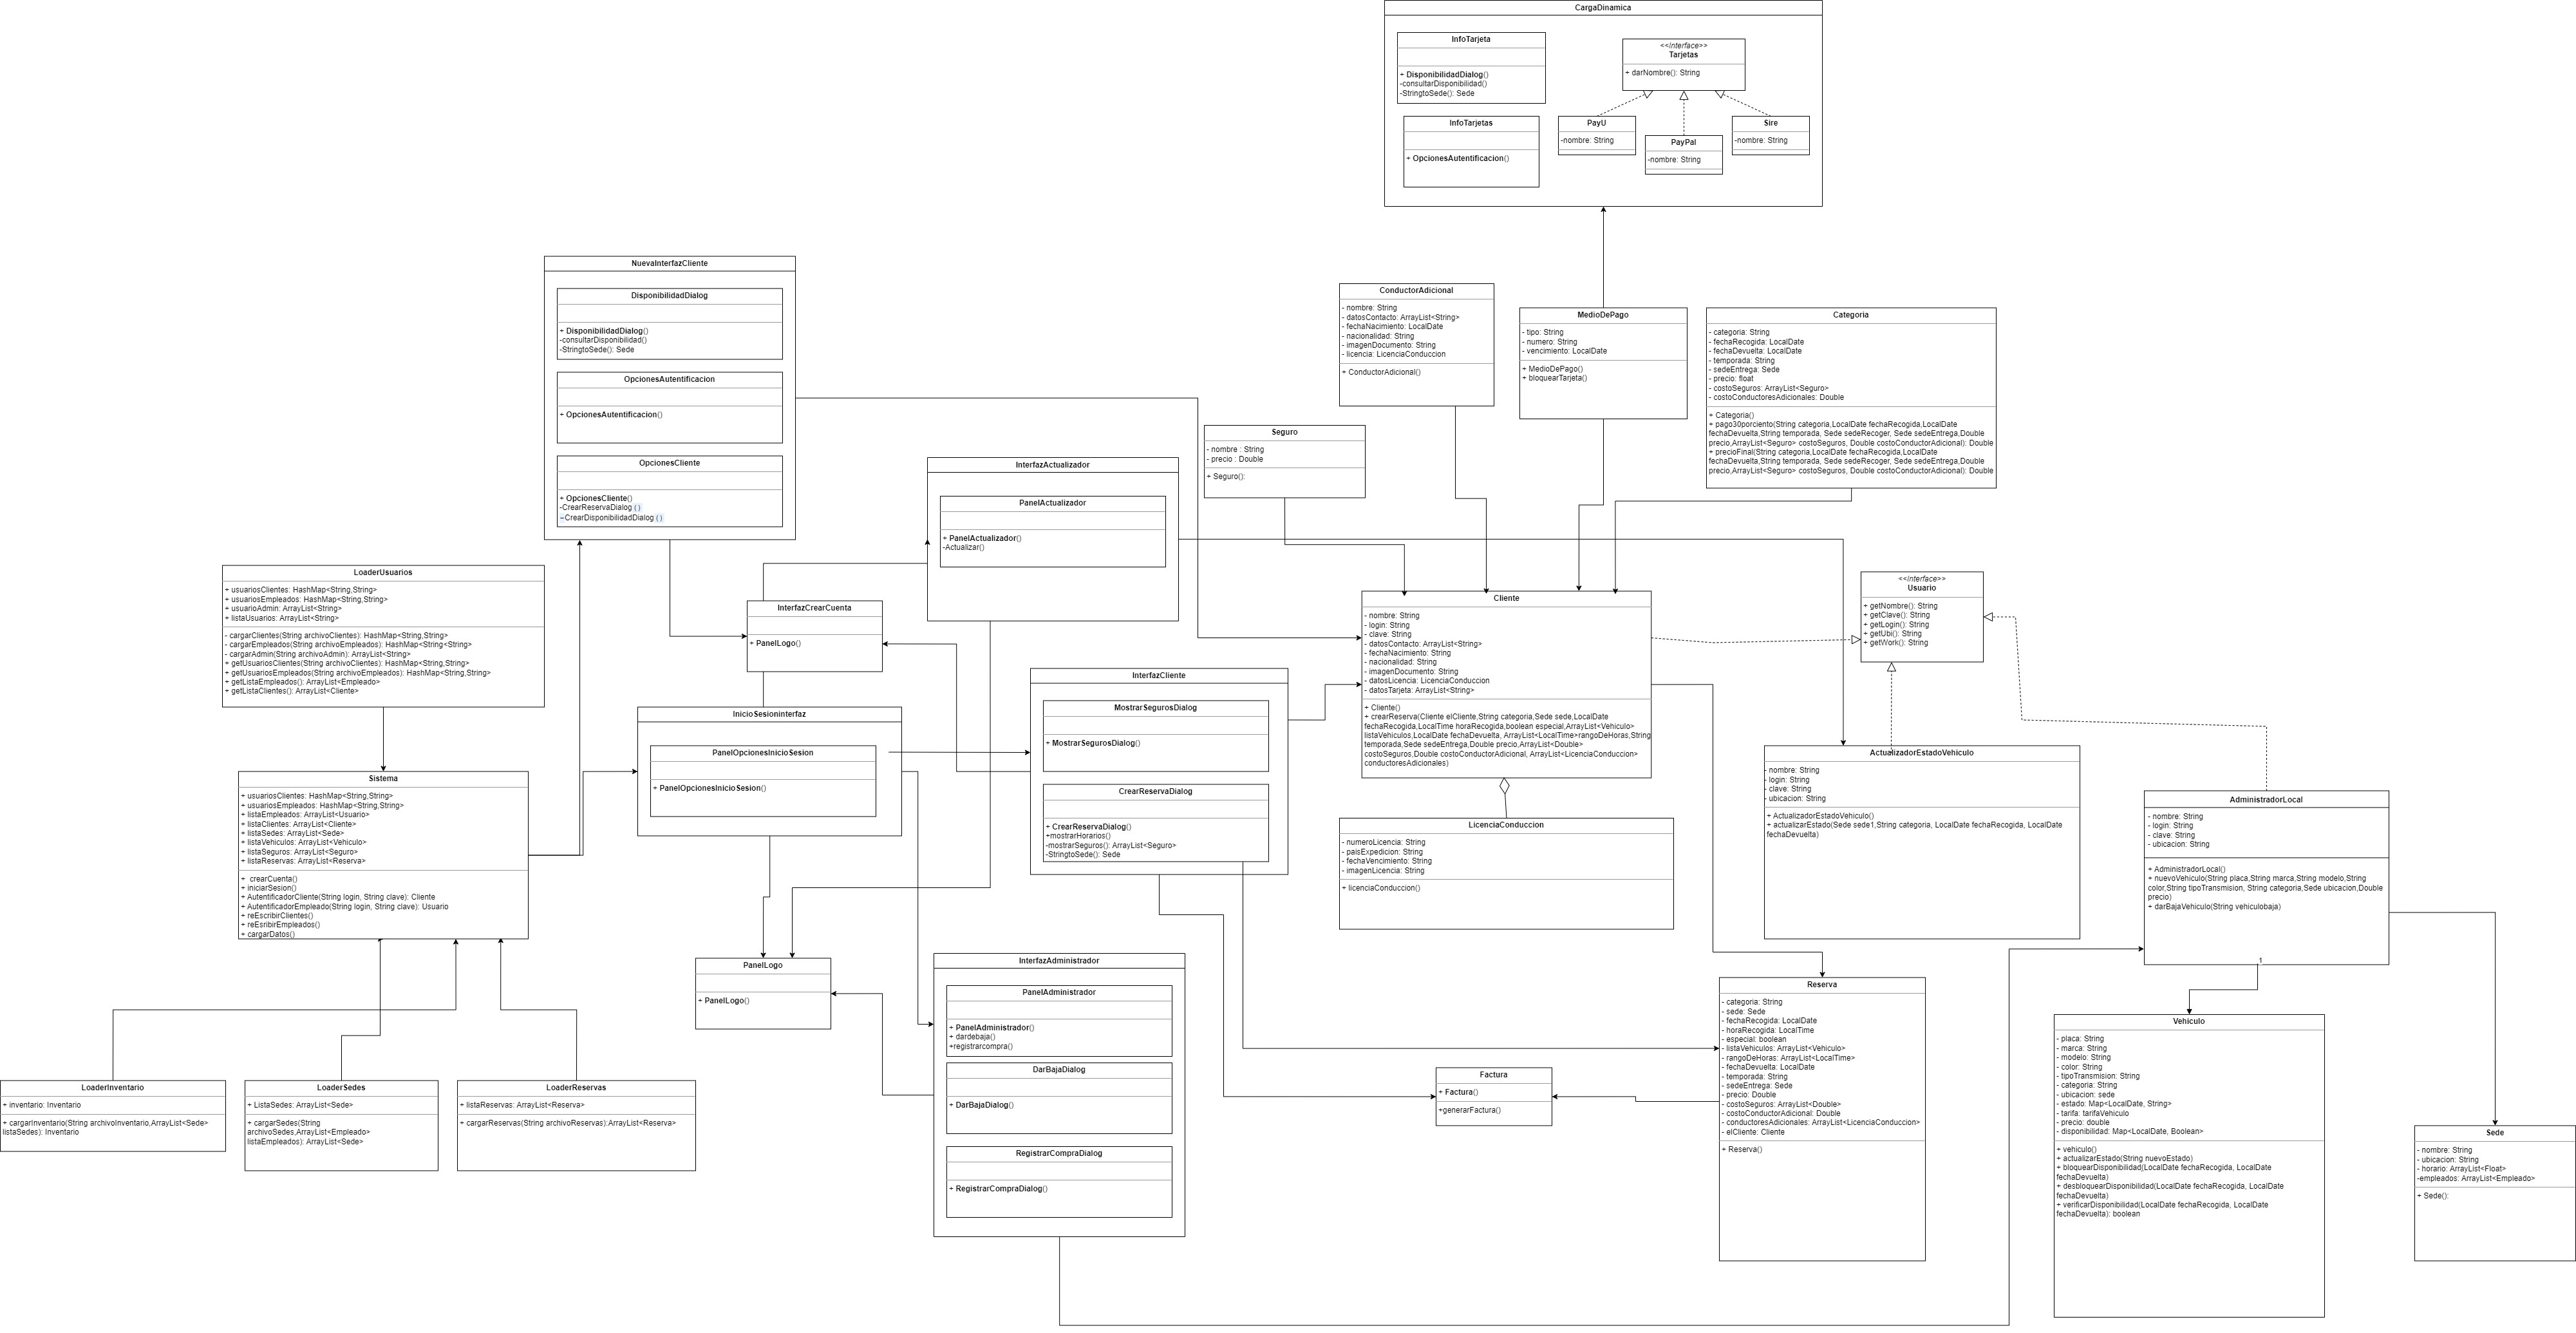 CargaDinamica
InfoTarjeta
+ DisponibilidadDialog()
-consultarDisponibilidad()
-StringtoSede(): Sede
<<interface>>
Tarjetas
+ darNombre(): String
InfoTarjetas
+ OpcionesAutentificacion()
PayU
-nombre: String
PayPal
-nombre: String
Sire
-nombre: String
NuevaInterfazCliente
DisponibilidadDialog
+ DisponibilidadDialog()
-consultarDisponibilidad()
-StringtoSede(): Sede
OpcionesAutentificacion
+ OpcionesAutentificacion()
OpcionesCliente
+ OpcionesCliente()
-CrearReservaDialog ()
-CrearDisponibilidadDialog ()
ConductorAdicional
- nombre: String
- datosContacto: ArrayList<String>
- fechaNacimiento: LocalDate
- nacionalidad: String
- imagenDocumento: String
- licencia: LicenciaConduccion
+ ConductorAdicional()
MedioDePago
- tipo: String
- numero: String
- vencimiento: LocalDate
+ MedioDePago()
+ bloquearTarjeta()
Categoria
- categoria: String
- fechaRecogida: LocalDate
- fechaDevuelta: LocalDate
- temporada: String
- sedeEntrega: Sede
- precio: float
- costoSeguros: ArrayList<Seguro>
- costoConductoresAdicionales: Double
+ Categoria()
+ pago30porciento(String categoria,LocalDate fechaRecogida,LocalDate
fechaDevuelta,String temporada, Sede sedeRecoger, Sede sedeEntrega,Double
precio,ArrayList<Seguro> costoSeguros, Double costoConductorAdicional): Double
+ precioFinal(String categoria,LocalDate fechaRecogida,LocalDate
fechaDevuelta,String temporada, Sede sedeRecoger, Sede sedeEntrega,Double
precio,ArrayList<Seguro> costoSeguros, Double costoConductorAdicional): Double
Seguro
- nombre : String
- precio : Double
+ Seguro():
InterfazActualizador
PanelActualizador
+ PanelActualizador()
-Actualizar()
LoaderUsuarios
+ usuariosClientes: HashMap<String,String>
+ usuariosEmpleados: HashMap<String,String>
+ usuarioAdmin: ArrayList<String>
+ listaUsuarios: ArrayList<String>
- cargarClientes(String archivoClientes): HashMap<String,String>
- cargarEmpleados(String archivoEmpleados): HashMap<String<String>
- cargarAdmin(String archivoAdmin): ArrayList<String>
+ getUsuariosClientes(String archivoClientes): HashMap<String,String>
+ getUsuariosEmpleados(String archivoEmpleados): HashMap<String,String>
+ getListaEmpleados(): ArrayList<Empleado>
+ getListaClientes(): ArrayList<Cliente>
InterfazCrearCuenta
+ PanelLogo()
Cliente
- nombre: String
- login: String
- clave: String
- datosContacto: ArrayList<String>
- fechaNacimiento: String
- nacionalidad: String
- imagenDocumento: String
- datosLicencia: LicenciaConduccion
- datosTarjeta: ArrayList<String>
+ Cliente()
+ crearReserva(Cliente elCliente,String categoria,Sede sede,LocalDate
fechaRecogida,LocalTime horaRecogida,boolean especial,ArrayList<Vehiculo>
listaVehiculos,LocalDate fechaDevuelta, ArrayList<LocalTime>rangoDeHoras,String
temporada,Sede sedeEntrega,Double precio,ArrayList<Double>
costoSeguros,Double costoConductorAdicional, ArrayList<LicenciaConduccion>
conductoresAdicionales)
<<interface>>
Usuario
+ getNombre(): String
+ getClave(): String
+ getLogin(): String
+ getUbi(): String
+ getWork(): String
InicioSesioninterfaz
PanelOpcionesInicioSesion
+ PanelOpcionesInicioSesion()
InterfazCliente
MostrarSegurosDialog
+ MostrarSegurosDialog()
CrearReservaDialog
+ CrearReservaDialog()
+mostrarHorarios()
-mostrarSeguros(): ArrayList<Seguro>
-StringtoSede(): Sede
Sistema
+ usuariosClientes: HashMap<String,String>
+ usuariosEmpleados: HashMap<String,String>
+ listaEmpleados: ArrayList<Usuario>
+ listaClientes: ArrayList<Cliente>
+ listaSedes: ArrayList<Sede>
+ listaVehiculos: ArrayList<Vehiculo>
+ listaSeguros: ArrayList<Seguro>
+ listaReservas: ArrayList<Reserva>
+  crearCuenta()
+ iniciarSesion()
+ AutentificadorCliente(String login, String clave): Cliente
+ AutentificadorEmpleado(String login, String clave): Usuario
+ reEscribirClientes()
+ reEsribirEmpleados()
+ cargarDatos()
ActualizadorEstadoVehiculo
- nombre: String
- login: String
- clave: String
- ubicacion: String
+ ActualizadorEstadoVehiculo()
+ actualizarEstado(Sede sede1,String categoria, LocalDate fechaRecogida, LocalDate
fechaDevuelta)
AdministradorLocal
- nombre: String
- login: String
- clave: String
- ubicacion: String
+ AdministradorLocal()
+ nuevoVehiculo(String placa,String marca,String modelo,String
color,String tipoTransmision, String categoria,Sede ubicacion,Double
precio)
+ darBajaVehiculo(String vehiculobaja)
1
LicenciaConduccion
- numeroLicencia: String
- paisExpedicion: String
- fechaVencimiento: String
- imagenLicencia: String
+ licenciaConduccion()
PanelLogo
+ PanelLogo()
InterfazAdministrador
PanelAdministrador
+ PanelAdministrador()
+ dardebaja()
+registrarcompra()
DarBajaDialog
+ DarBajaDialog()
RegistrarCompraDialog
+ RegistrarCompraDialog()
Reserva
- categoria: String
- sede: Sede
- fechaRecogida: LocalDate
- horaRecogida: LocalTime
- especial: boolean
- listaVehiculos: ArrayList<Vehiculo>
- rangoDeHoras: ArrayList<LocalTime>
- fechaDevuelta: LocalDate
- temporada: String
- sedeEntrega: Sede
- precio: Double
- costoSeguros: ArrayList<Double>
- costoConductorAdicional: Double
- conductoresAdicionales: ArrayList<LicenciaConduccion>
- elCliente: Cliente
+ Reserva()
Vehiculo
- placa: String
- marca: String
- modelo: String
- color: String
- tipoTransmision: String
- categoria: String
- ubicacion: sede
- estado: Map<LocalDate, String>
- tarifa: tarifaVehiculo
- precio: double
- disponibilidad: Map<LocalDate, Boolean>
+ vehiculo()
+ actualizarEstado(String nuevoEstado)
+ bloquearDisponibilidad(LocalDate fechaRecogida, LocalDate
fechaDevuelta)
+ desbloquearDisponibilidad(LocalDate fechaRecogida, LocalDate
fechaDevuelta)
+ verificarDisponibilidad(LocalDate fechaRecogida, LocalDate
fechaDevuelta): boolean
Factura
+ Factura()
+generarFactura()
LoaderInventario
+ inventario: Inventario
+ cargarInventario(String archivoInventario,ArrayList<Sede>
listaSedes): Inventario
LoaderSedes
+ ListaSedes: ArrayList<Sede>
+ cargarSedes(String
archivoSedes,ArrayList<Empleado>
listaEmpleados): ArrayList<Sede>
LoaderReservas
+ listaReservas: ArrayList<Reserva>
+ cargarReservas(String archivoReservas):ArrayList<Reserva>
Sede
- nombre: String
- ubicacion: String
- horario: ArrayList<Float>
-empleados: ArrayList<Empleado>
+ Sede():